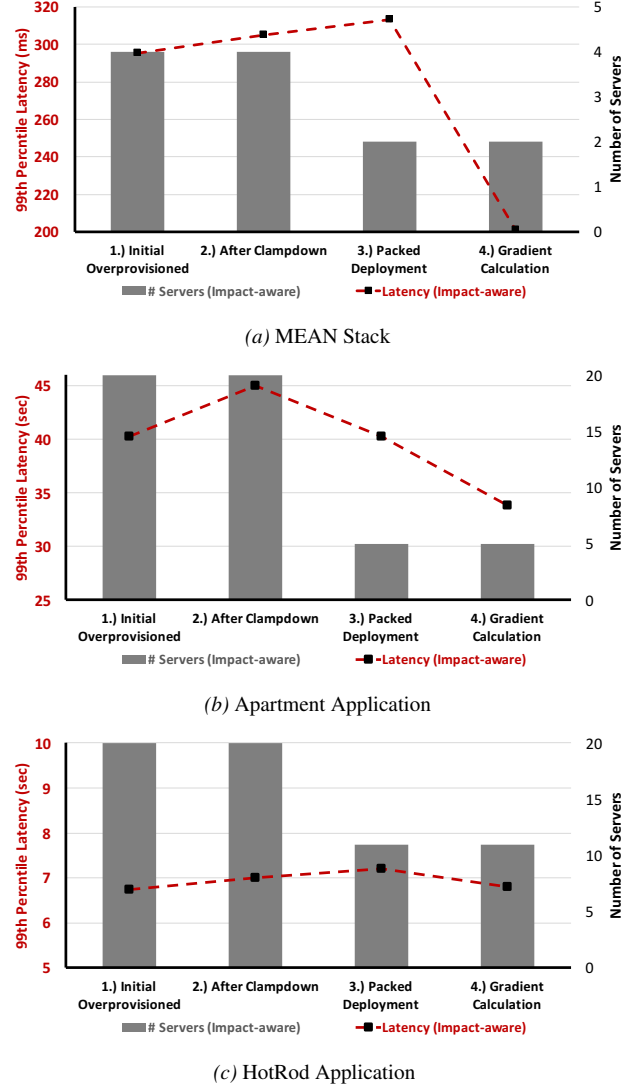 320
300
280
260
240
220
200
99th Percntile Latency (ms)
5
4
3
2
1
0
Number of Servers
1.) Initial Overprovisioned
2.) After Clampdown
3.) Packed Deployment
4.) Gradient Calculation
# Servers (Impact-aware)
Latency (Impact-aware)
(a) MEAN Stack
45
40
35
30
25
99th Percntile Latency (sec)
20
15
10
5
0
Number of Servers
1.) Initial Overprovisioned
2.) After Clampdown
3.) Packed Deployment
4.) Gradient Calculation
# Servers (Impact-aware)
Latency (Impact-aware)
(b) Apartment Application
10
9
8
7
6
5
99th Percntile Latency (sec)
20
15
10
5
0
Number of Servers
1.) Initial Overprovisioned
2.) After Clampdown
3.) Packed Deployment
4.) Gradient Calculation
# Servers (Impact-aware)
Latency (Impact-aware)
(c) HotRod Application